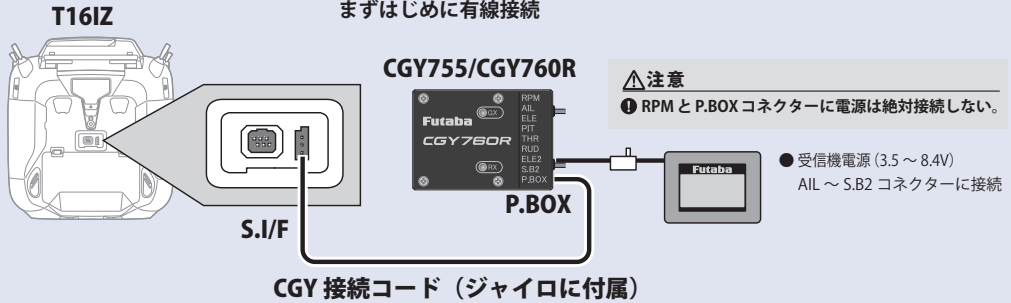 まずはじめに有線接続
T16IZ
CGY755/CGY760R
⚠注意
❗ RPM と P.BOX コネクターに電源は絶対接続しない。
Futaba
CGY760R
GX
RX
RPM
AIL
ELE
PIT
THR
RUD
ELE2
S.B2
P.BOX
Futaba
● 受信機電源（3.5 ～ 8.4V）
AIL ～ S.B2 コネクターに接続
P.BOX
S.I/F
CGY 接続コード（ジャイロに付属）